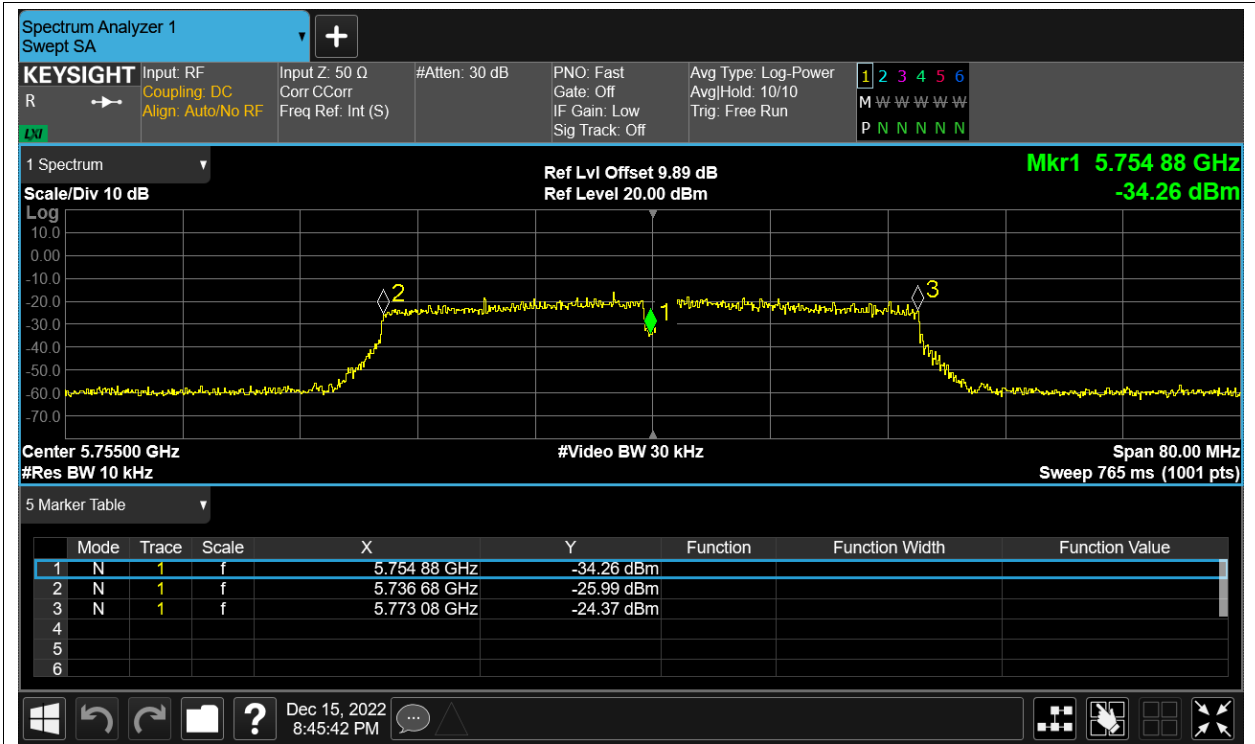 Spectrum Analyzer 1
Swept SA
KEYSIGHT
R
LXI
Input: RF
Coupling: DC
Align: Auto/No RF
Input Z: 50 Ω
Corr CCorr
Freq Ref: Int (S)
#Atten: 30 dB
PNO: Fast
Gate: Off
IF Gain: Low
Sig Track: Off
Avg Type: Log-Power
Avg|Hold: 10/10
Trig: Free Run
1 2 3 4 5 6
M W W W W W
P N N N N N
1 Spectrum
Scale/Div 10 dB
Ref Lvl Offset 9.89 dB
Ref Level 20.00 dBm
Mkr1 5.754 88 GHz
-34.26 dBm
Log
10.0
0.00
-10.0
-20.0
-30.0
-40.0
-50.0
-60.0
-70.0
2
1
3
Center 5.75500 GHz
#Video BW 30 kHz
Span 80.00 MHz
#Res BW 10 kHz
Sweep 765 ms (1001 pts)
5 Marker Table
Mode Trace Scale X Y Function Function Width Function Value
1 N 1 f 5.754 88 GHz -34.26 dBm
2 N 1 f 5.736 68 GHz -25.99 dBm
3 N 1 f 5.773 08 GHz -24.37 dBm
4
5
6
?
Dec 15, 2022
8:45:42 PM